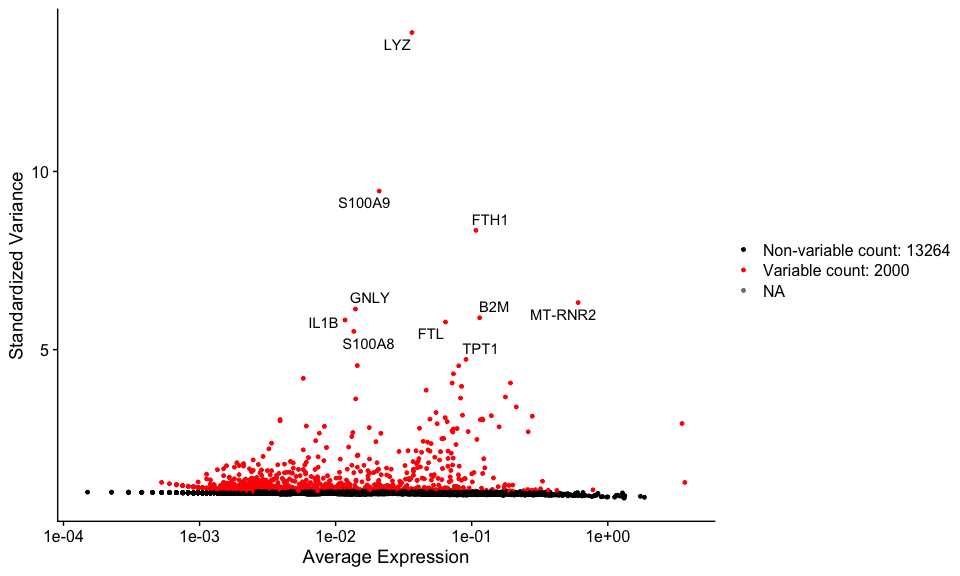 LYZ
10
S100A9
FTH1
Non-variable count: 13264
Variable count: 2000
NA
GNLY
B2M
IL1B
MT-RNR2
FTL
S100A8
TPT1
5
Standardized Variance
1e-04 1e-03 1e-02 1e-01 1e+00
Average Expression